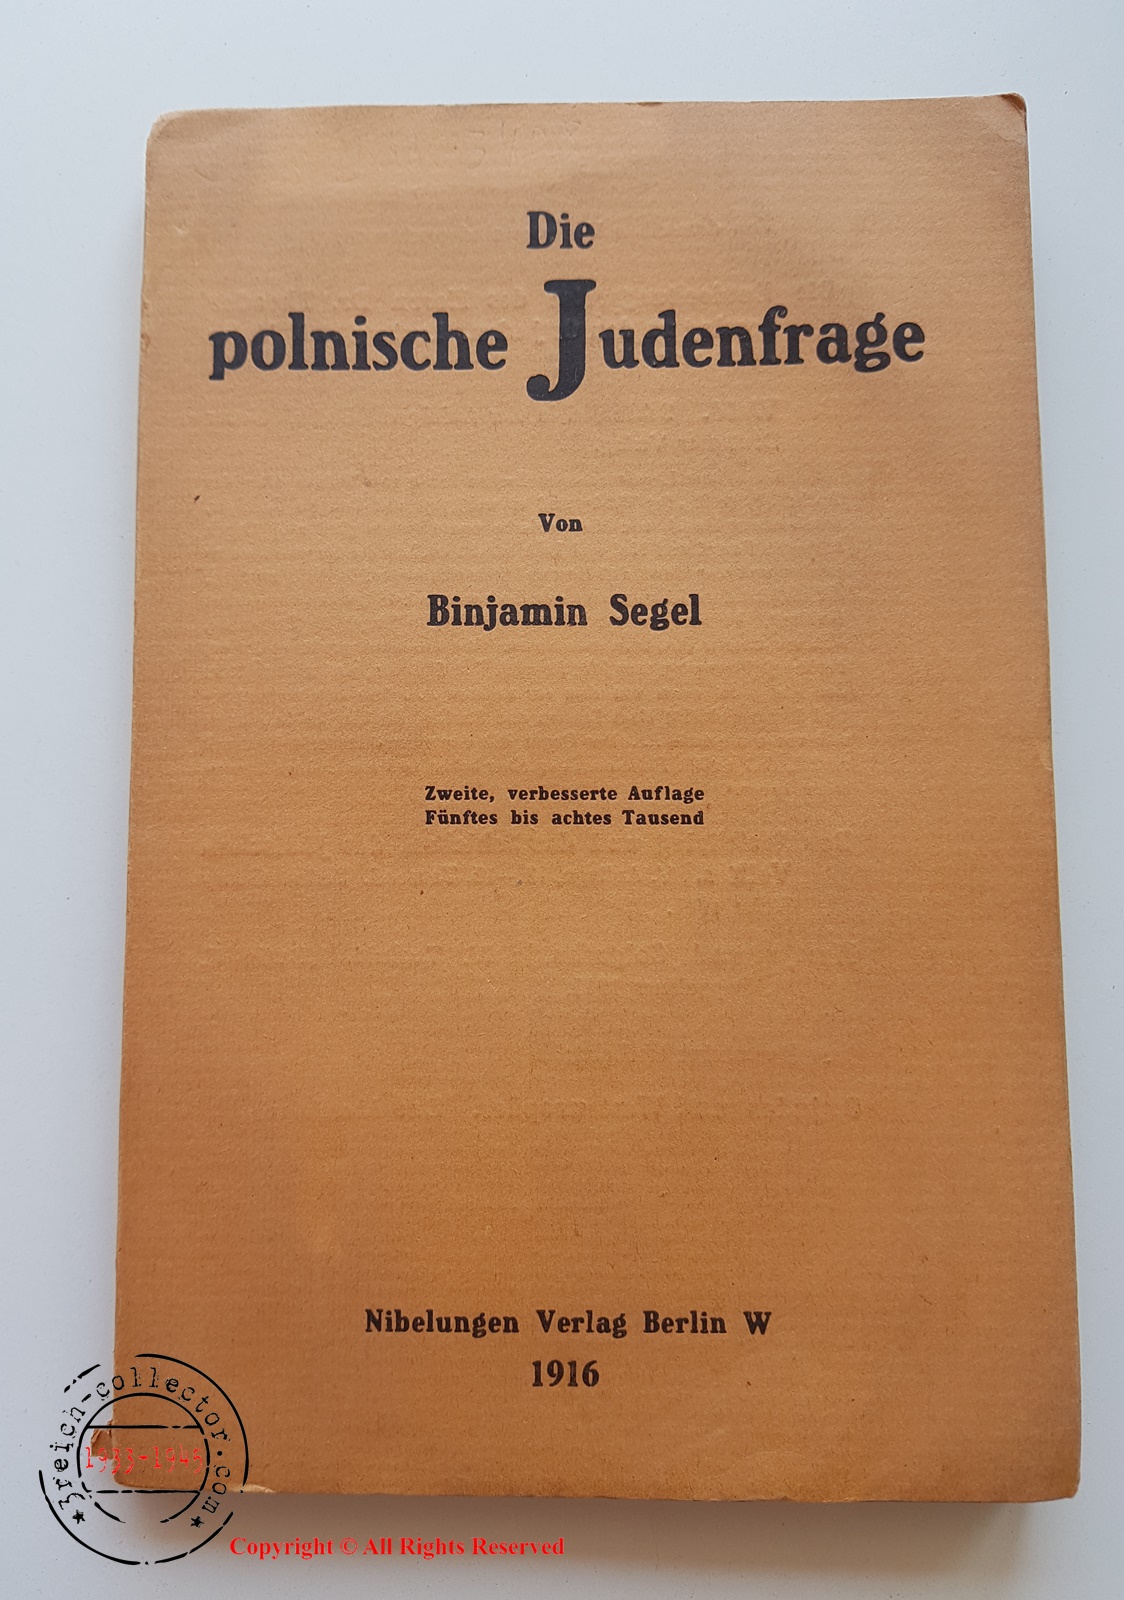 Die
polnische Judenfrage
Von
Binjamin Segel
Zweite, verbesserte Auflage
Fünftes bis achtes Tausend
Nibelungen Verlag Berlin W
1916
3reich-collector.com
1933-1945
Copyright © All Rights Reserved